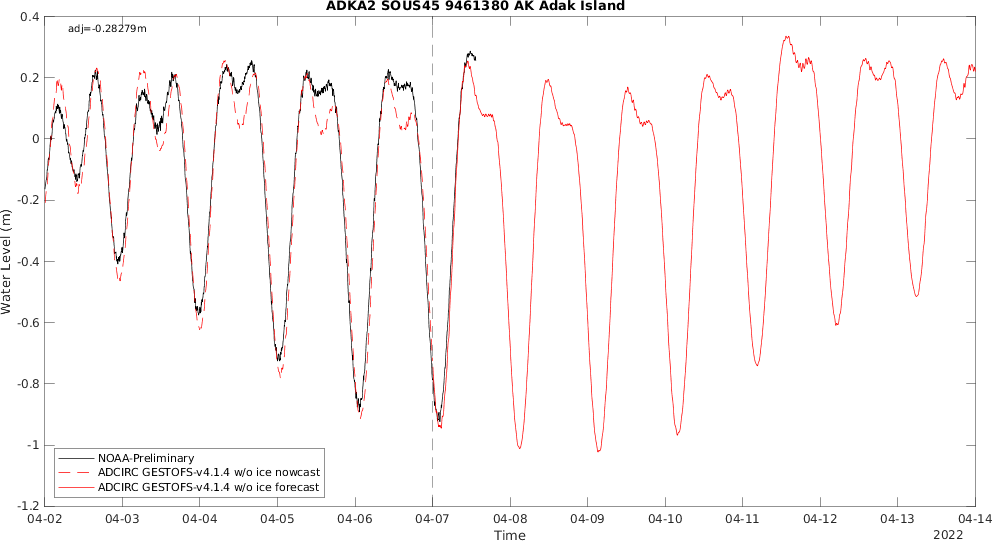 ADKA2 SOUS45 9461380 AK Adak Island
adj=-0.28279m
0.4
0.2
0
-0.2
-0.4
-0.6
-0.8
-1
-1.2
Water Level (m)
NOAA-Preliminary
ADCIRC GESTOFS-v4.1.4 w/o ice nowcast
ADCIRC GESTOFS-v4.1.4 w/o ice forecast
04-02 04-03 04-04 04-05 04-06 04-07 04-08 04-09 04-10 04-11 04-12 04-13 04-14
Time
2022